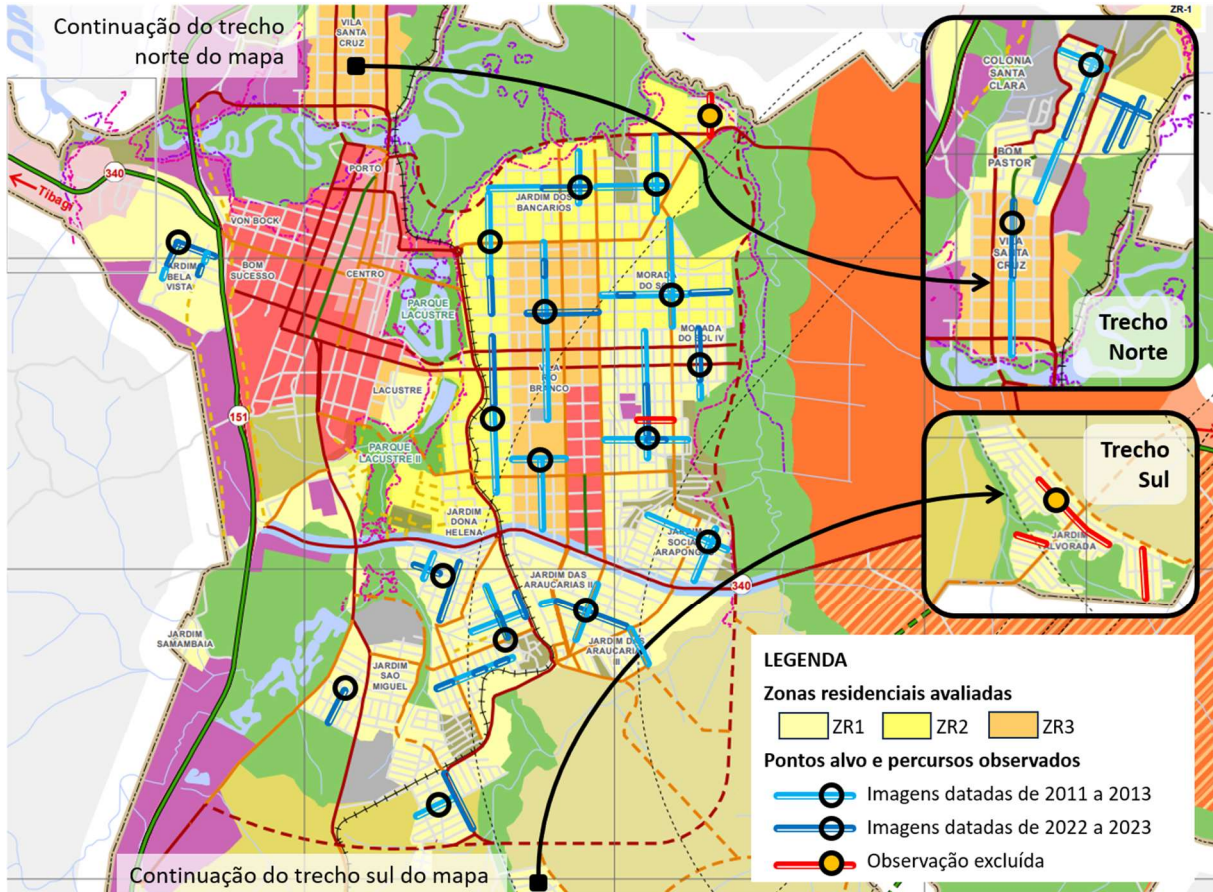 Continuação do trecho
norte do mapa
VILA
SANTA
CRUZ
ZR-1
340
Tibagi
PORTO
VON BOCK
BOM
SUCESSO
CENTRO
JARDIM
BELA
VISTA
PARQUE
LACUSTRE
JARDIM DOS
BANCARIOS
MORADA
DO SOL
MORADA
DO SOL IV
VILA
RIO
BRANCO
LACUSTRE
151
PARQUE
LACUSTRE II
JARDIM
DONA
HELENA
JARDIM
SOCIAL
ARAPONGA
340
JARDIM DAS
ARAUCARIAS II
JARDIM DAS
ARAUCARIAS
II
JARDIM
SAMAMBAIA
JARDIM
SAO
MIGUEL
Continuação do trecho sul do mapa
COLONIA
SANTA
CLARA
BOM
PASTOR
VILA
SANTA
CRUZ
Trecho
Norte
Trecho
Sul
JARDIM
ALVORADA
LEGENDA
Zonas residenciais avaliadas
ZR1 ZR2 ZR3
Pontos alvo e percursos observados
Imagens datadas de 2011 a 2013
Imagens datadas de 2022 a 2023
Observação excluída